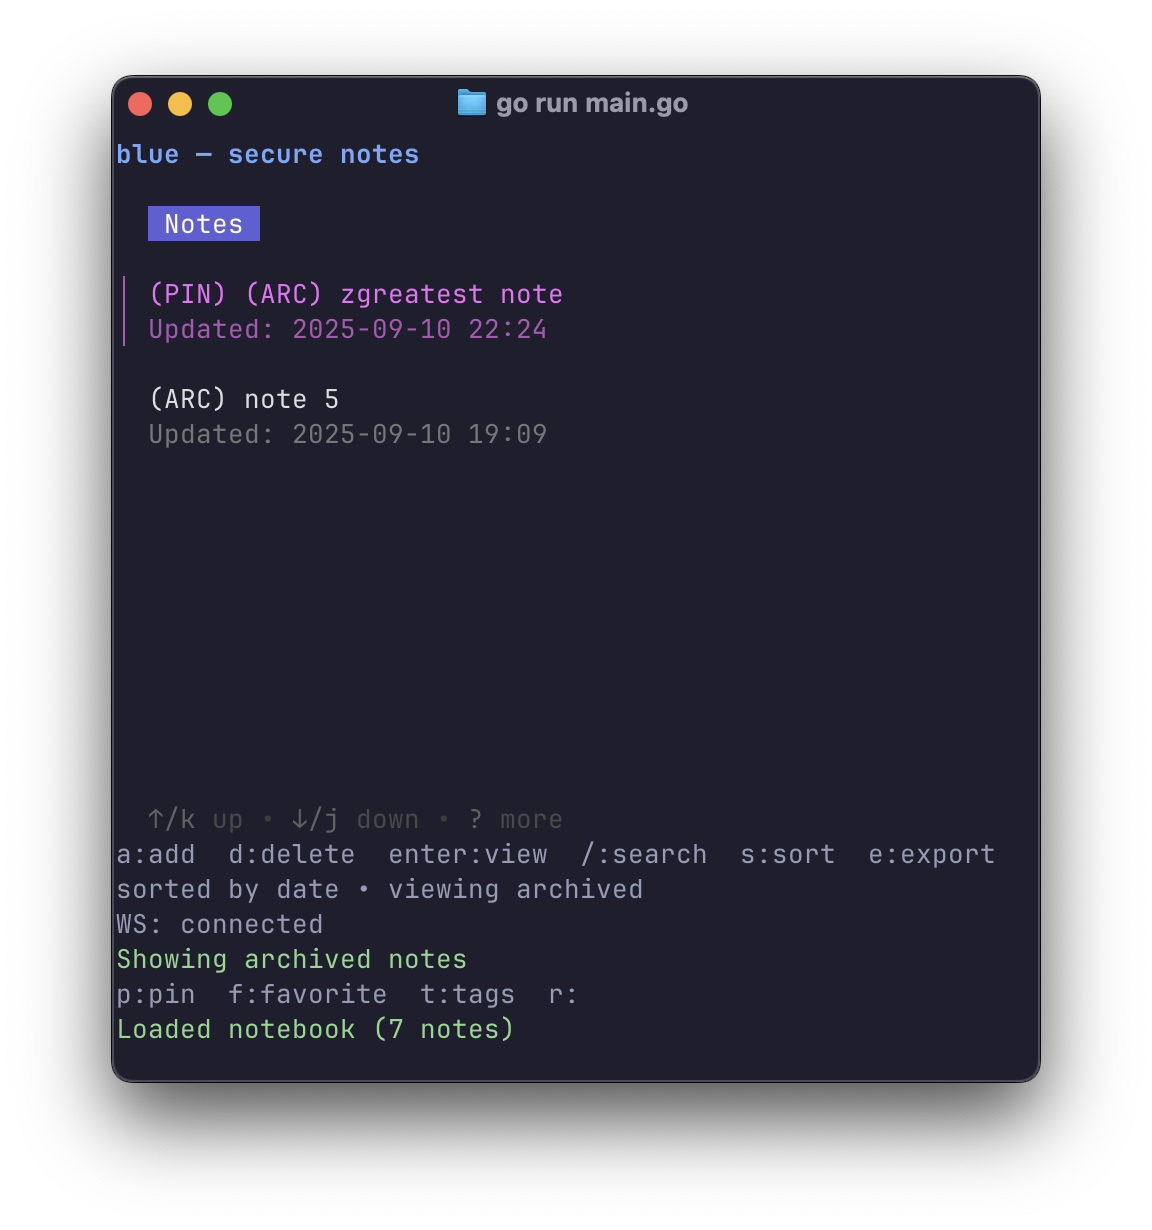 go run main.go
blue — secure notes
Notes
(PIN) (ARC) zgreatest note
Updated: 2025-09-10 22:24
(ARC) note 5
Updated: 2025-09-10 19:09
↑/k up • ↓/j down • ? more
a:add  d:delete  enter:view  /:search  s:sort  e:export
sorted by date • viewing archived
WS: connected
Showing archived notes
p:pin  f:favorite  t:tags  r:
Loaded notebook (7 notes)